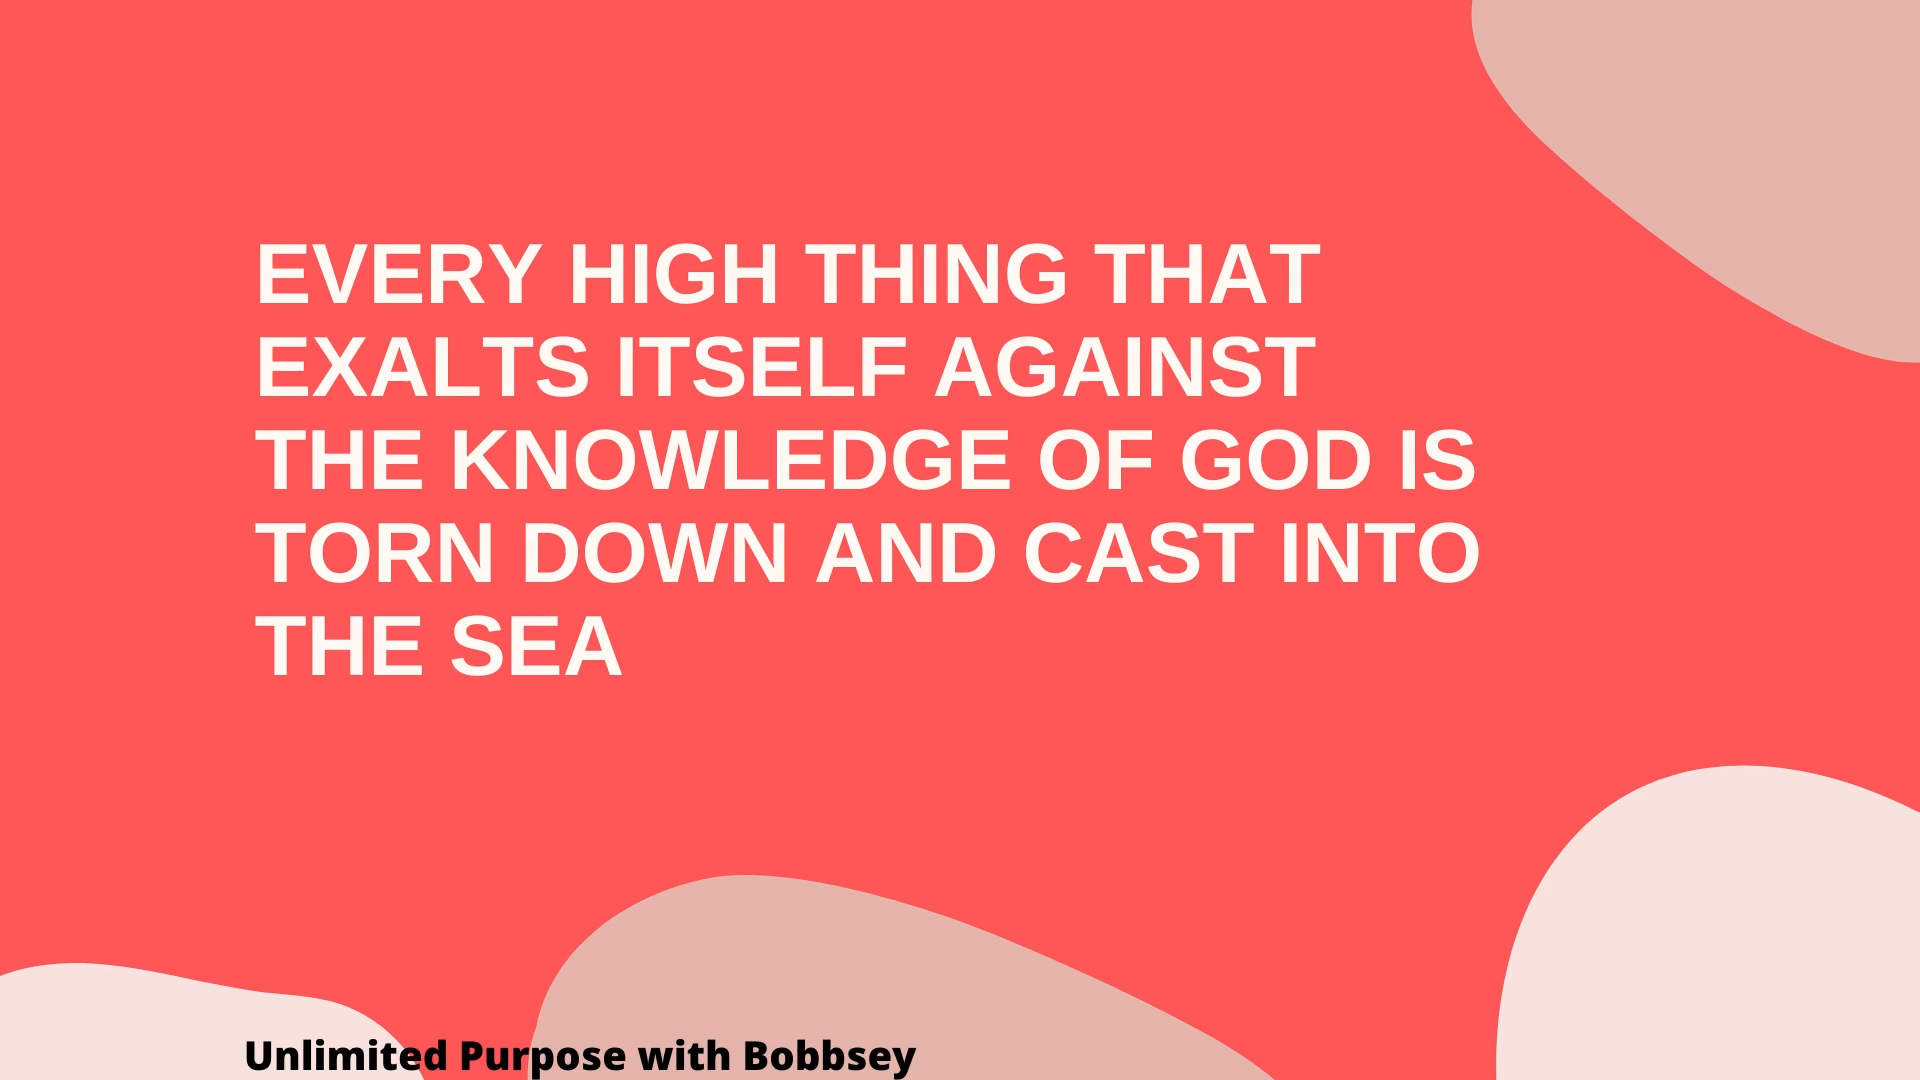 EVERY HIGH THING THAT
EXALTS ITSELF AGAINST
THE KNOWLEDGE OF GOD IS
TORN DOWN AND CAST INTO
THE SEA
Unlimited Purpose with Bobbsey